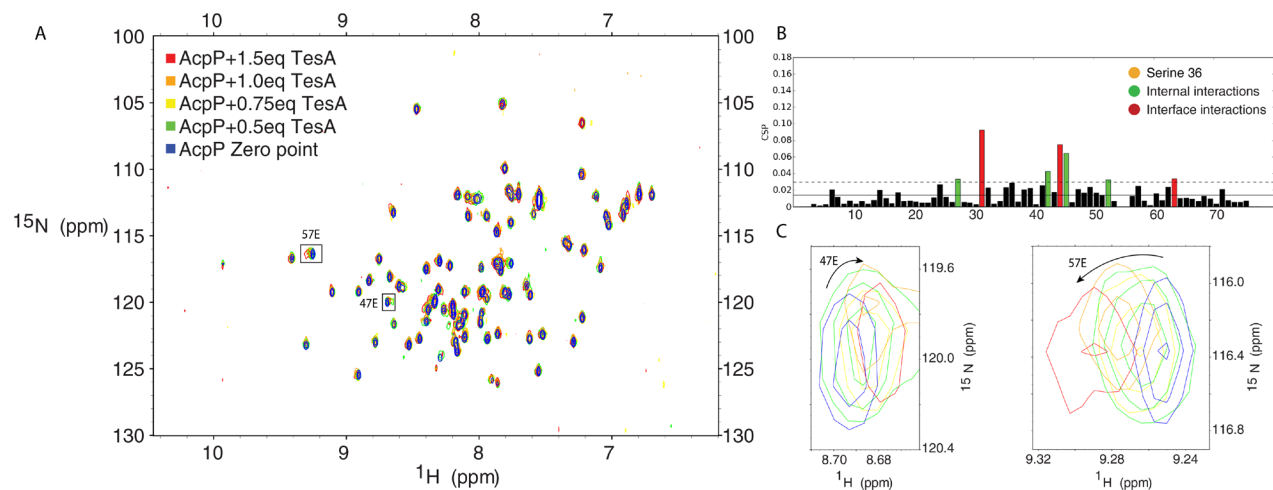 A
10 9 8 7
100 100
AcpP+1.5eq TesA
AcpP+1.0eq TesA
AcpP+0.75eq TesA
AcpP+0.5eq TesA
AcpP Zero point
105 105
110 110
115 115
15N (ppm)
57E
120 120
47E
125 125
130 130
10 9 8 7
1H (ppm)
B
0.18
0.16
0.14
0.12
0.10
0.08
0.06
0.04
0.02
0.00
CSP
Serine 36
Internal interactions
Interface interactions
10 20 30 40 50 60 70
C
47E
119.6
120.0
120.4
15 N (ppm)
8.70 8.68
1H (ppm)
57E
116.0
116.4
116.8
15 N (ppm)
9.32 9.28 9.24
1H (ppm)